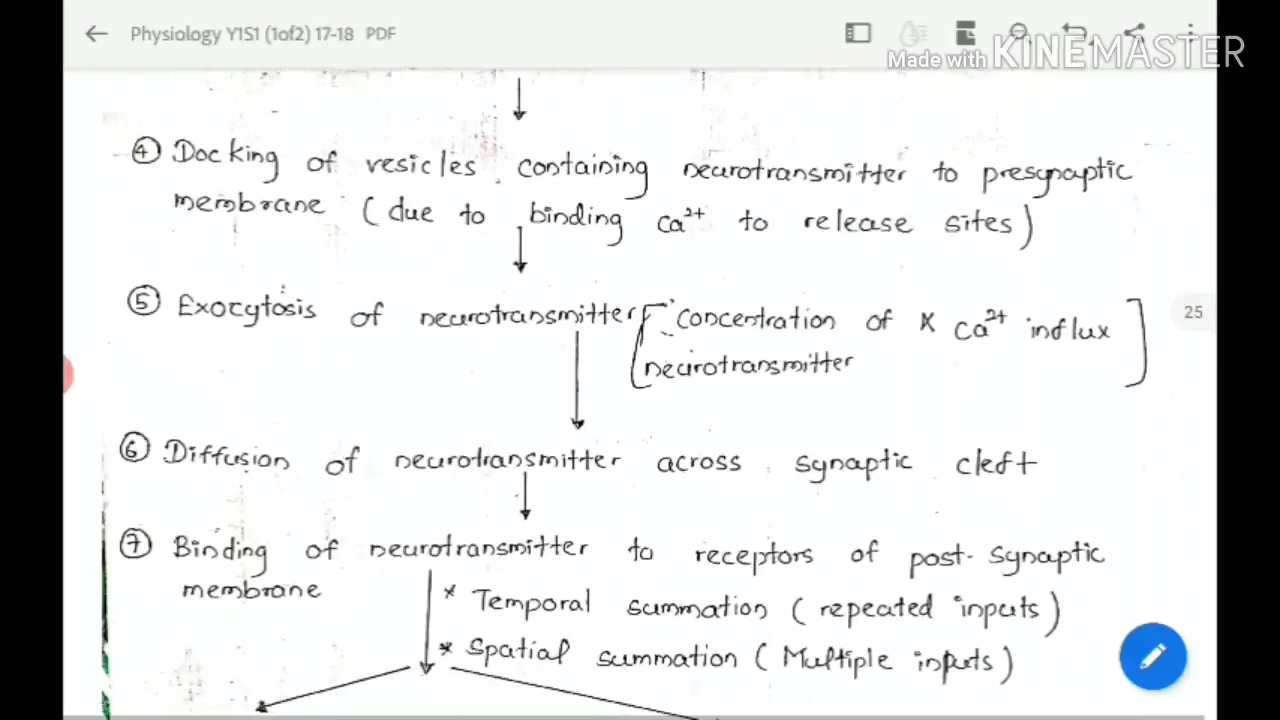 Physiology Y1S1 (1of2) 17-18 PDF
Made with KINEMASTER
④ Docking of vesicles containing neurotransmitter to presynaptic
membrane (due to binding Ca²⁺ to release sites)
⑤ Exocytosis of neurotransmitter [concentration of ∝ Ca²⁺ influx
neurotransmitter]
25
⑥ Diffusion of neurotransmitter across synaptic cleft
⑦ Binding of neurotransmitter to receptors of post-synaptic
membrane
* Temporal summation (repeated inputs)
* Spatial summation (Multiple inputs)